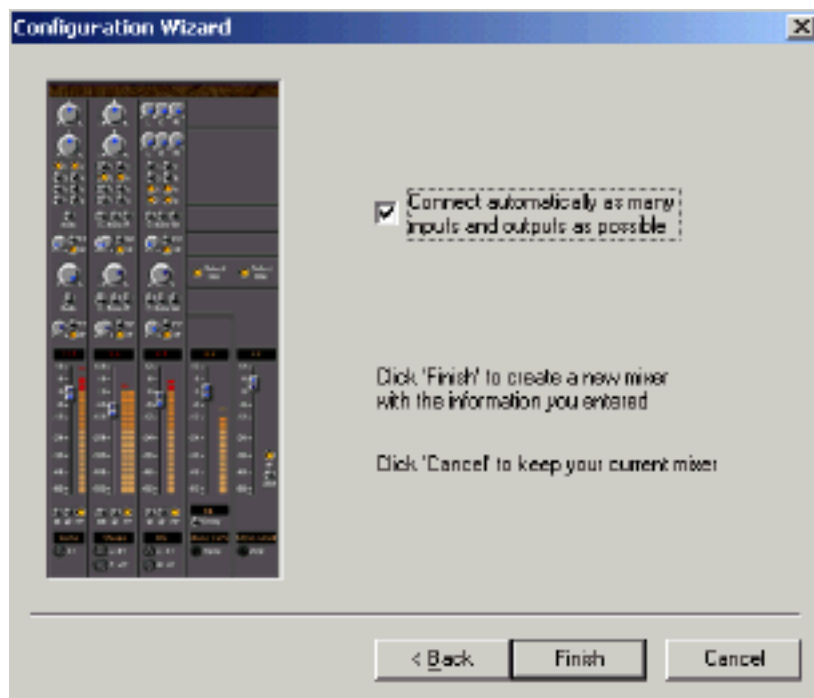 Configuration Wizard
Connect automatically as many
inputs and outputs as possible
Click 'Finish' to create a new mixer
with the information you entered
Click 'Cancel' to keep your current mixer
< Back
Finish
Cancel